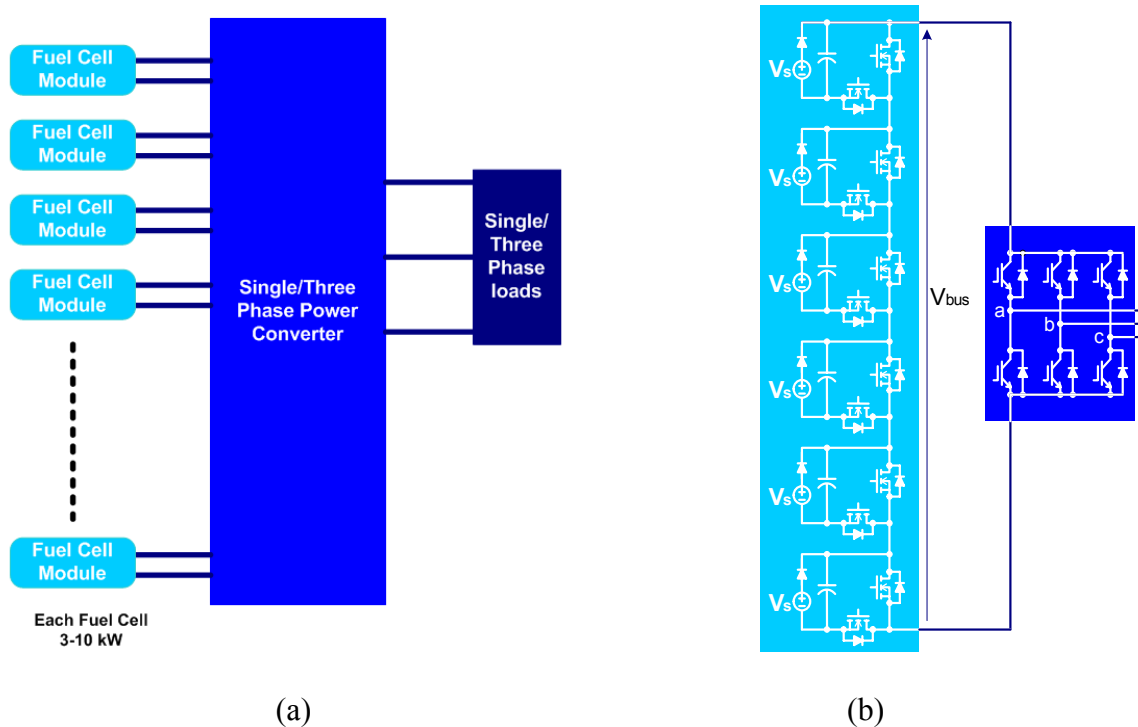 Fuel Cell
Module
Fuel Cell
Module
Fuel Cell
Module
Fuel Cell
Module
Fuel Cell
Module
Each Fuel Cell
3-10 kW
Single/Three
Phase Power
Converter
Single/
Three
Phase
loads
(a)
Vs
Vs
Vs
Vs
Vs
Vs
Vbus
a
b
c
(b)